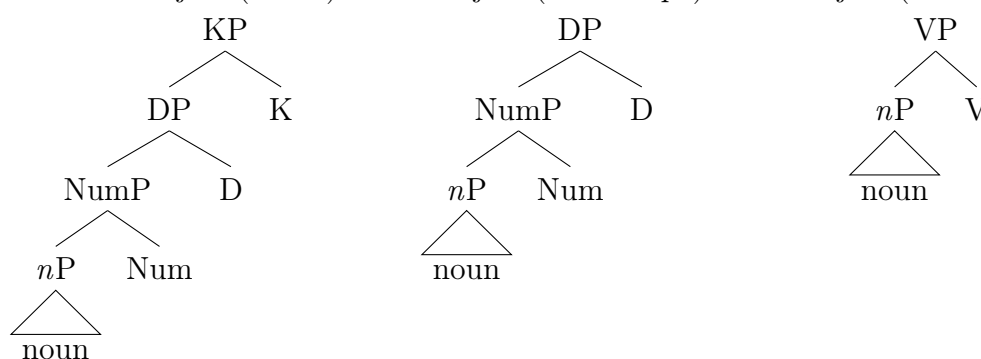 KP DP VP
DP K NumP D nP V
NumP D nP Num noun
nP Num noun
noun